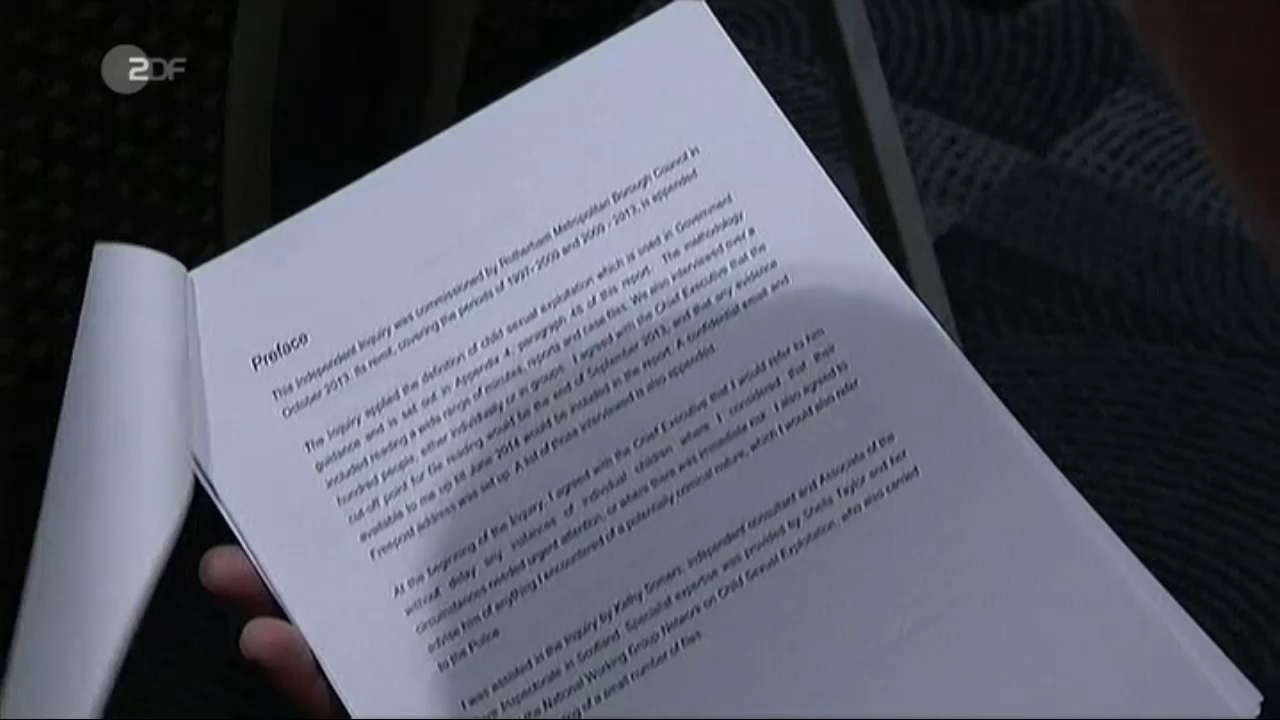 ZDF
Preface
This Independent Inquiry was commissioned by Rotherham Metropolitan Borough Council in
October 2013. Its remit, covering the periods of 1997- 2009 and 2009 - 2013, is appended.
The Inquiry applied the definition of child sexual exploitation which is used in Government
guidance and is set out in Appendix 4, paragraph 48 of this report. The methodology
included reading a wide range of minutes, reports and case files. We also interviewed over a
hundred people, either individually or in groups. I agreed with the Chief Executive that the
cut-off point for file reading would be the end of September 2013, and that any evidence
available to me up till June 2014 would be included in the report. A confidential email and
Freepost address was set up. A list of those interviewed is also appended.
At the beginning of the Inquiry, I agreed with the Chief Executive that I would refer to him
without delay any instances of individual children where I considered that their
circumstances needed urgent attention, or where there was immediate risk. I also agreed to
advise him of anything I encountered of a potentially criminal nature, which I would also refer
to the Police.
I was assisted in the Inquiry by Kathy Somers, independent consultant and Associate of the
Inspectorate in Scotland. Specialist expertise was provided by Sheila Taylor and her
the National Working Group Network on Child Sexual Exploitation, who also carried
of a small number of files.